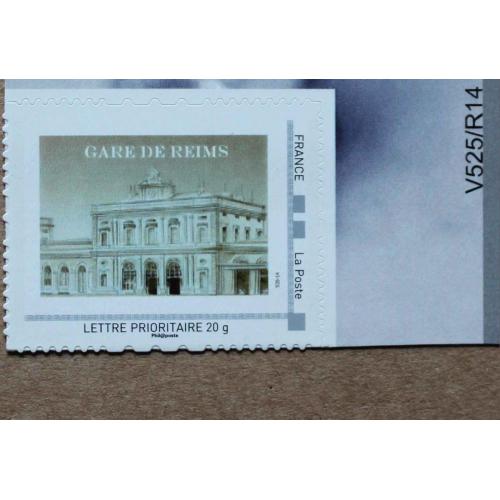 GARE DE REIMS
FRANCE
La Poste
LETTRE PRIORITAIRE 20 g
Phil@poste
V525/R14